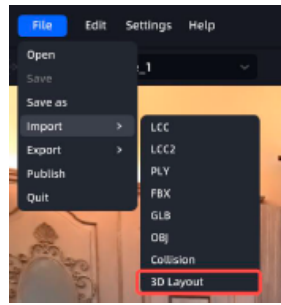 File Edit Settings Help
Open
_1
Save
Save as
Import > LCC
Export > LCC2
Publish PLY
Quit FBX
GLB
OBJ
Collision
3D Layout